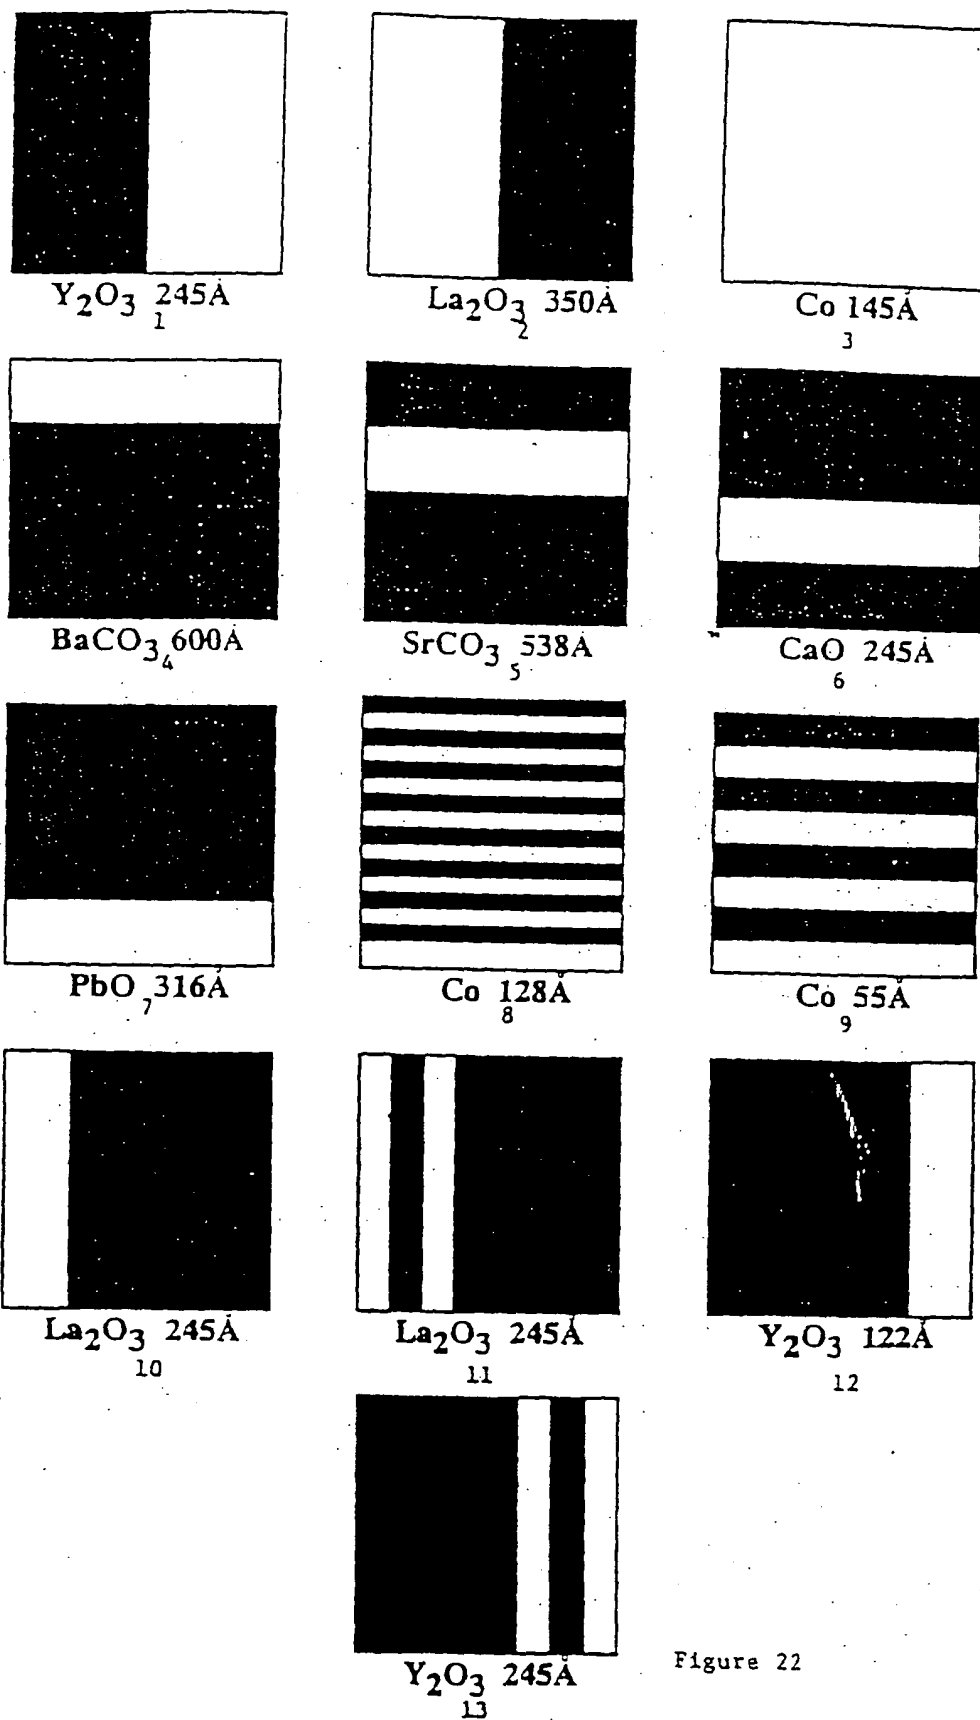 Y₂O₃ 245Å
1
La₂O₃ 350Å
2
Co 145Å
3
BaCO₃ 600Å
4
SrCO₃ 538Å
5
CaO 245Å
6
PbO 316Å
7
Co 128Å
8
Co 55Å
9
La₂O₃ 245Å
10
La₂O₃ 245Å
11
Y₂O₃ 122Å
12
Y₂O₃ 245Å
13
Figure 22